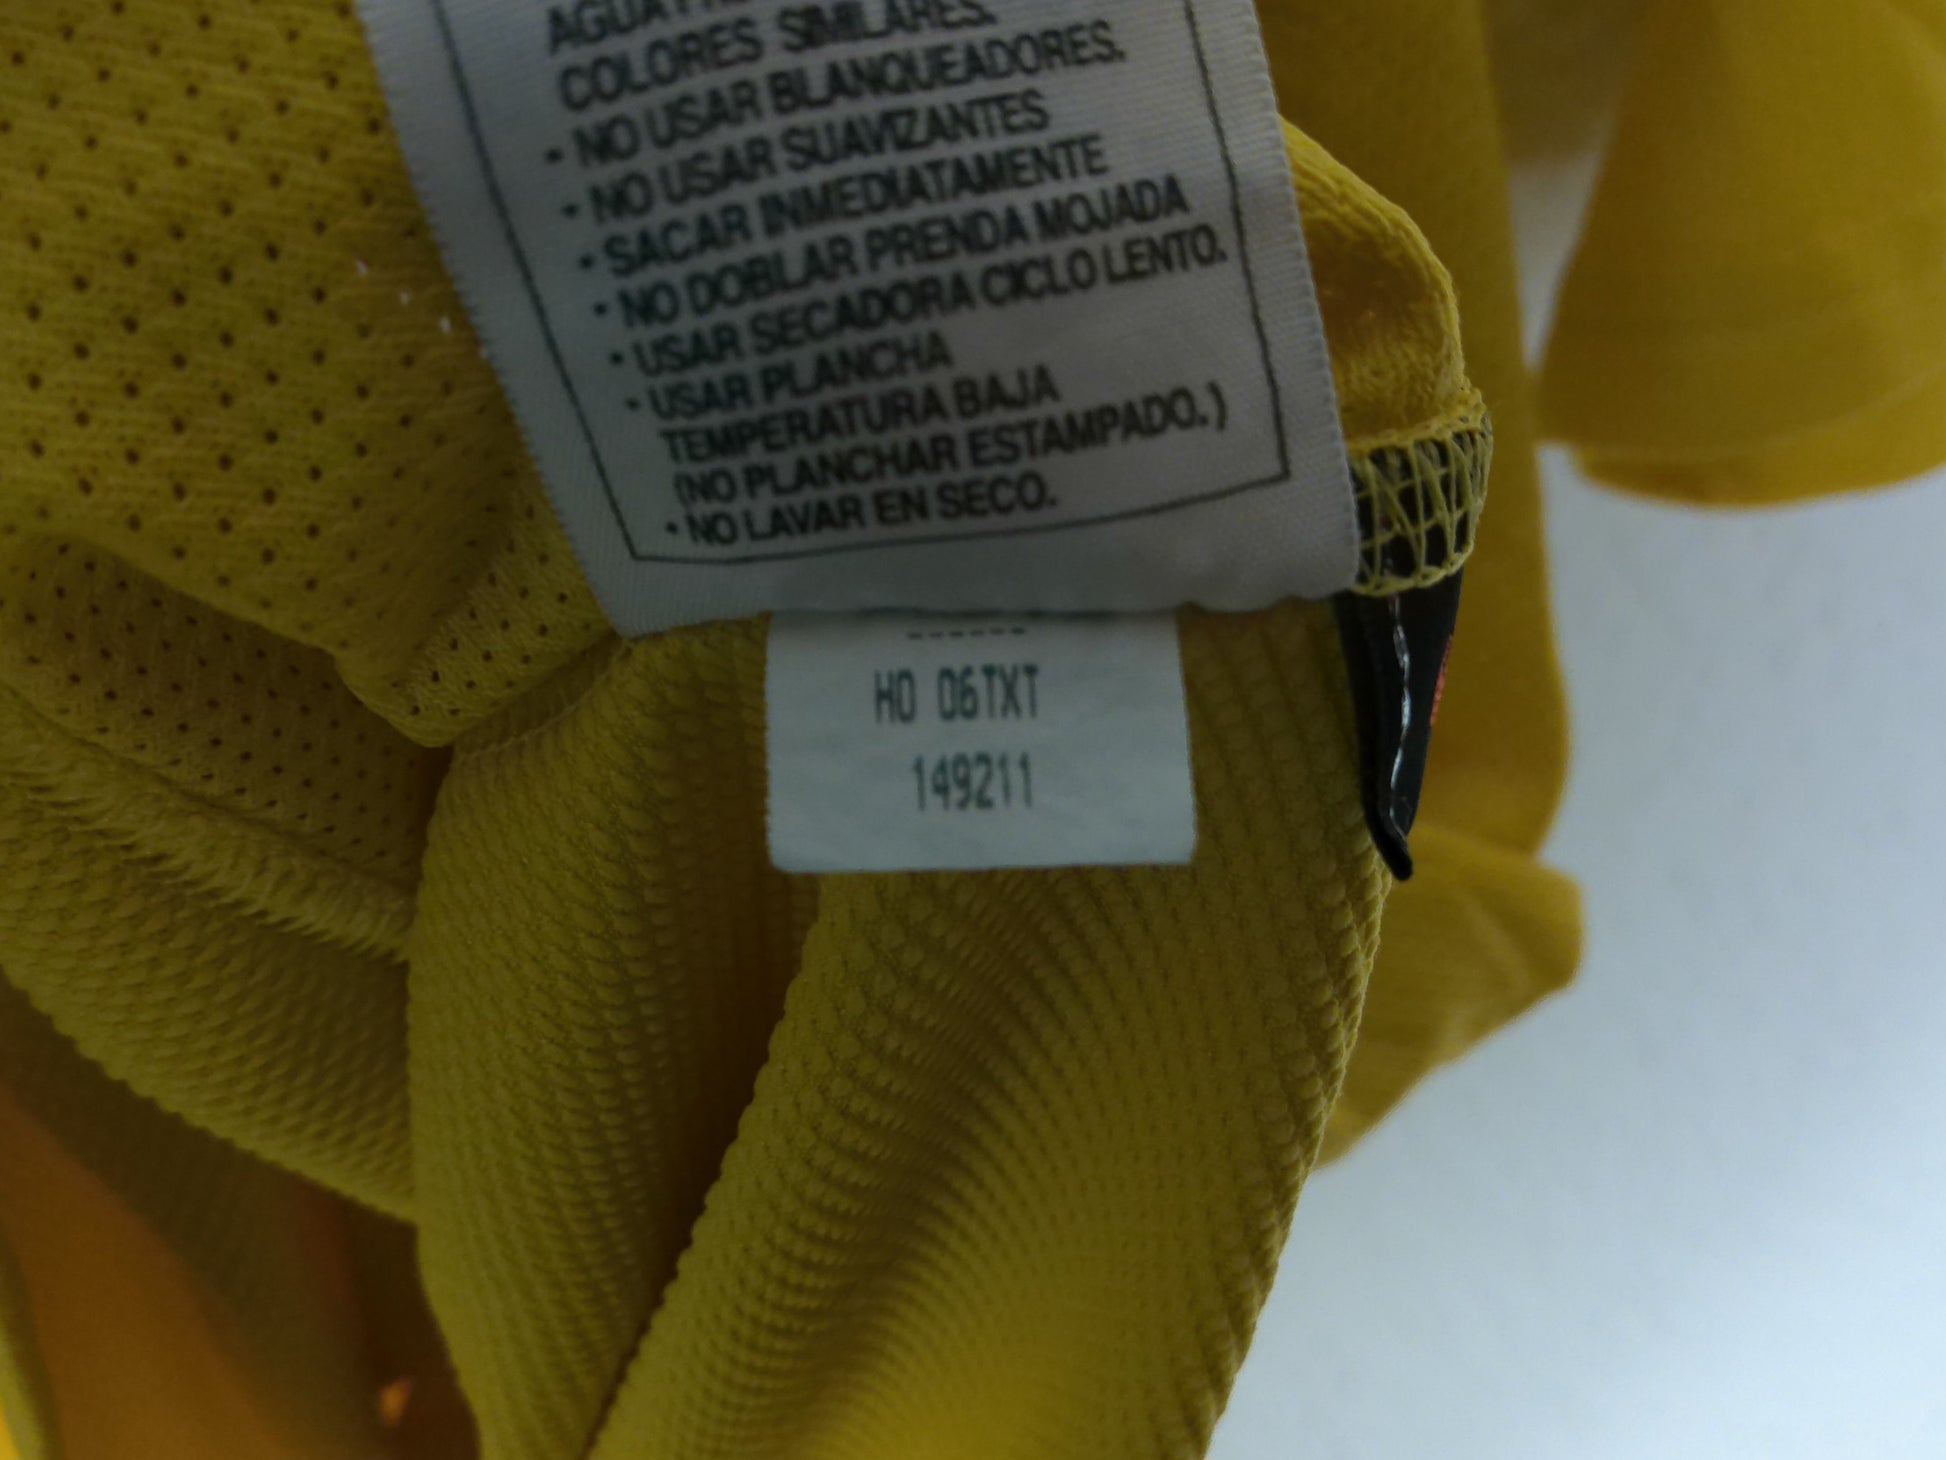 COLORES SIMILARES.
• NO USAR BLANQUEADORES.
• NO USAR SUAVIZANTES
• SACAR INMEDIATAMENTE
• NO DOBLAR PRENDA MOJADA
• USAR SECADORA CICLO LENTO.
• USAR PLANCHA
TEMPERATURA BAJA
(NO PLANCHAR ESTAMPADO.)
• NO LAVAR EN SECO.
------
HO 06TXT
149211